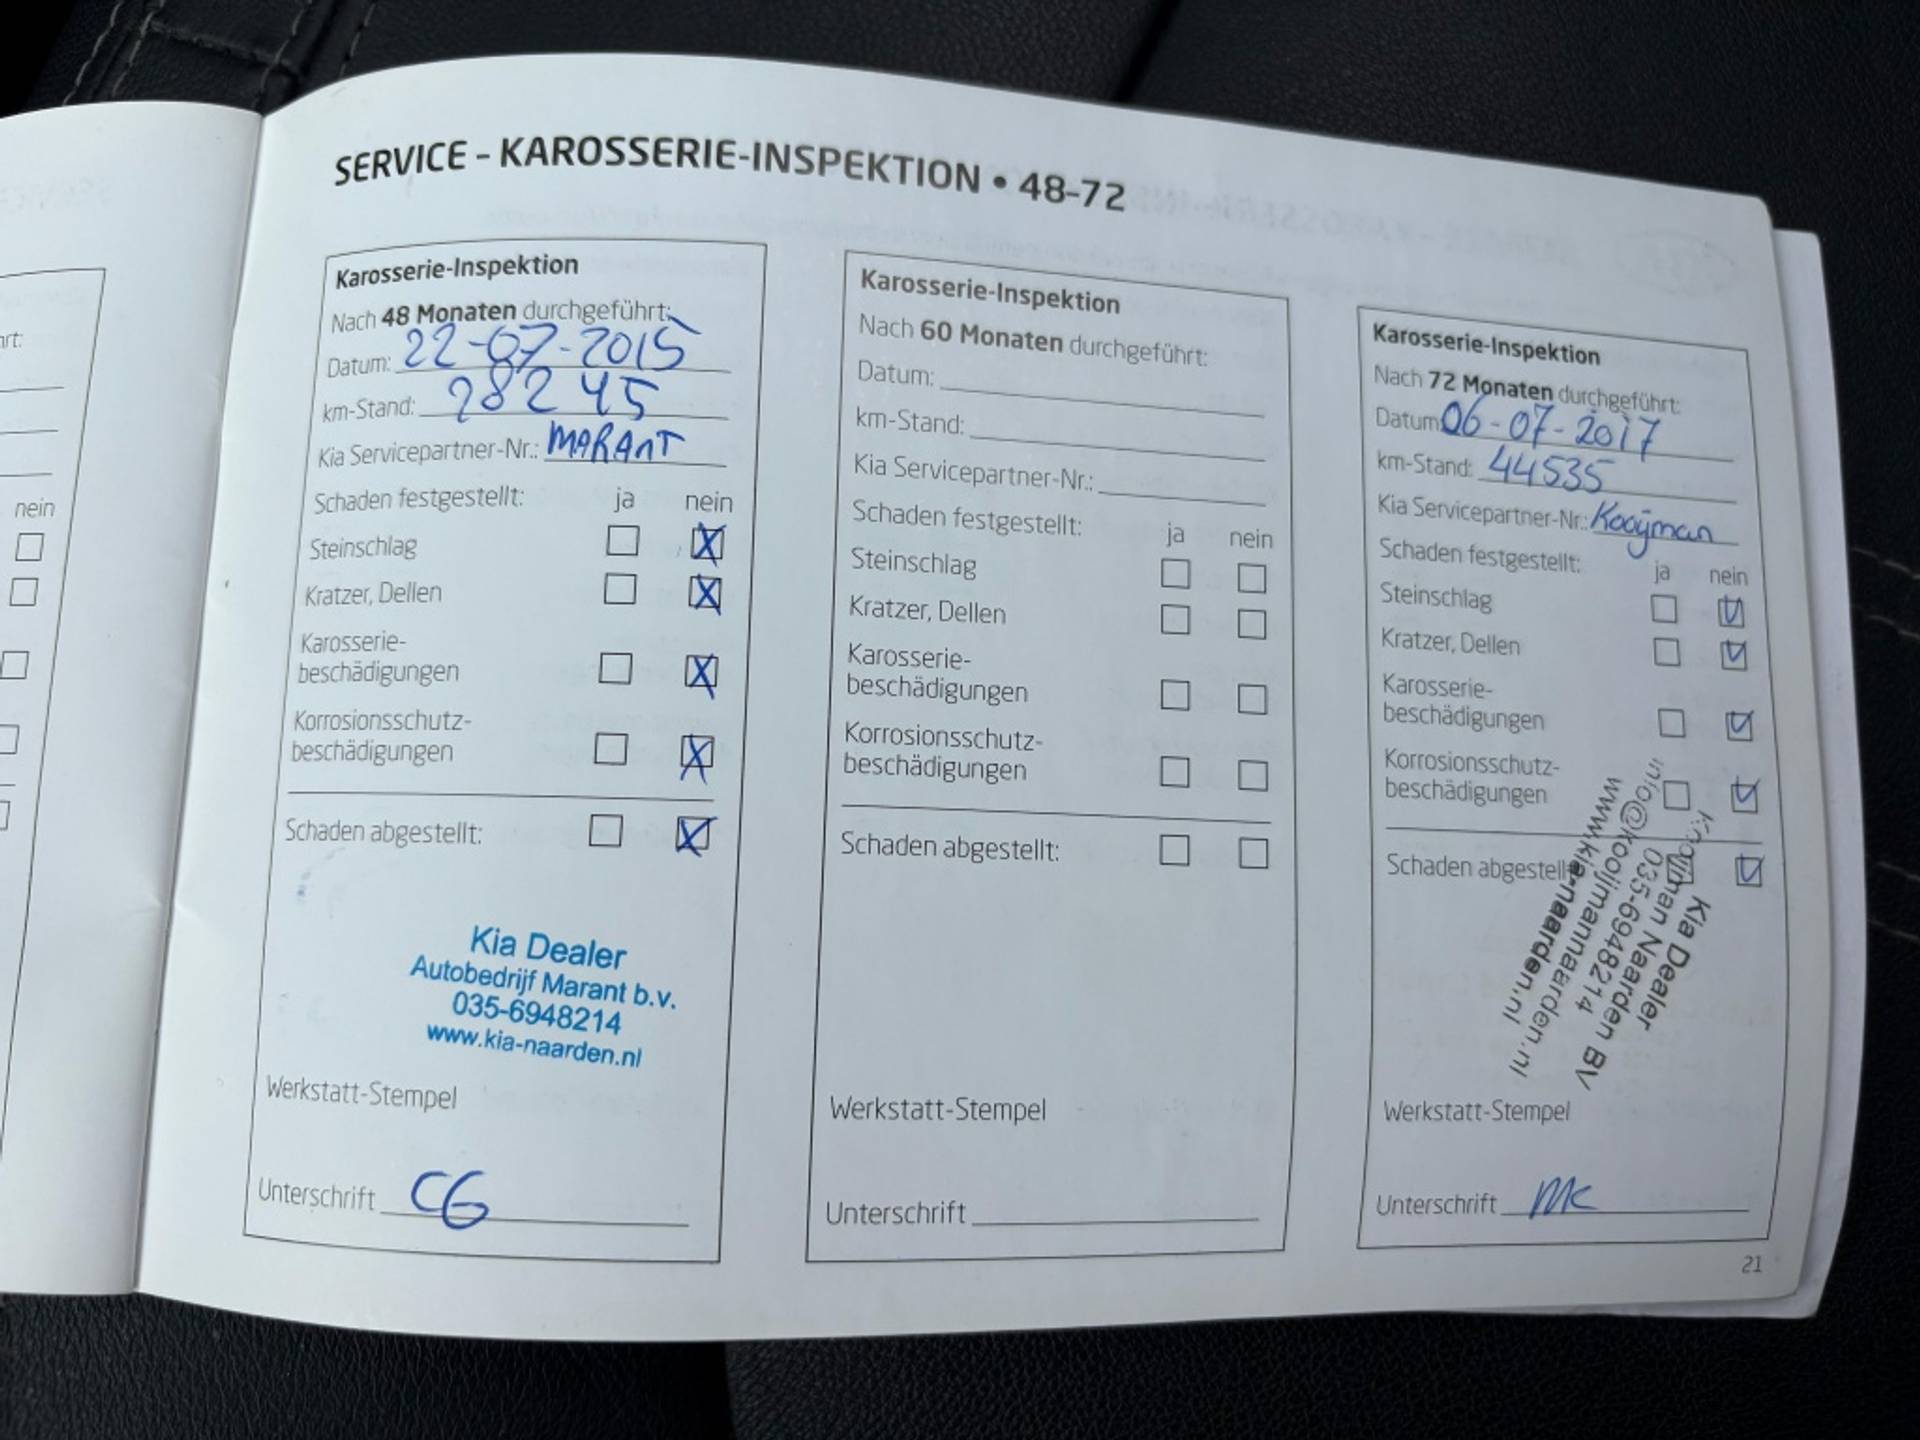 SERVICE - KAROSSERIE-INSPEKTION • 48-72
rt:
nein
Karosserie-Inspektion
Nach 48 Monaten durchgeführt:
Datum: 22-07-2015
km-Stand: 28245
Kia Servicepartner-Nr.: MARANT
Schaden festgestellt: ja nein
Steinschlag
Kratzer, Dellen
Karosserie-
beschädigungen
Korrosionsschutz-
beschädigungen
Schaden abgestellt:
Kia Dealer
Autobedrijf Marant b.v.
035-6948214
www.kia-naarden.nl
Werkstatt-Stempel
Unterschrift CG
Karosserie-Inspektion
Nach 60 Monaten durchgeführt:
Datum:
km-Stand:
Kia Servicepartner-Nr.:
Schaden festgestellt: ja nein
Steinschlag
Kratzer, Dellen
Karosserie-
beschädigungen
Korrosionsschutz-
beschädigungen
Schaden abgestellt:
Werkstatt-Stempel
Unterschrift
Karosserie-Inspektion
Nach 72 Monaten durchgeführt:
Datum 06-07-2017
km-Stand: 44535
Kia Servicepartner-Nr.: Kooijman
Schaden festgestellt: ja nein
Steinschlag
Kratzer, Dellen
Karosserie-
beschädigungen
Korrosionsschutz-
beschädigungen
Schaden abgestell
Kia Dealer
Kooijman Naarden BV
035-6948214
info@kooijmannaarden.nl
www.kia-naarden.nl
Werkstatt-Stempel
Unterschrift MK
21